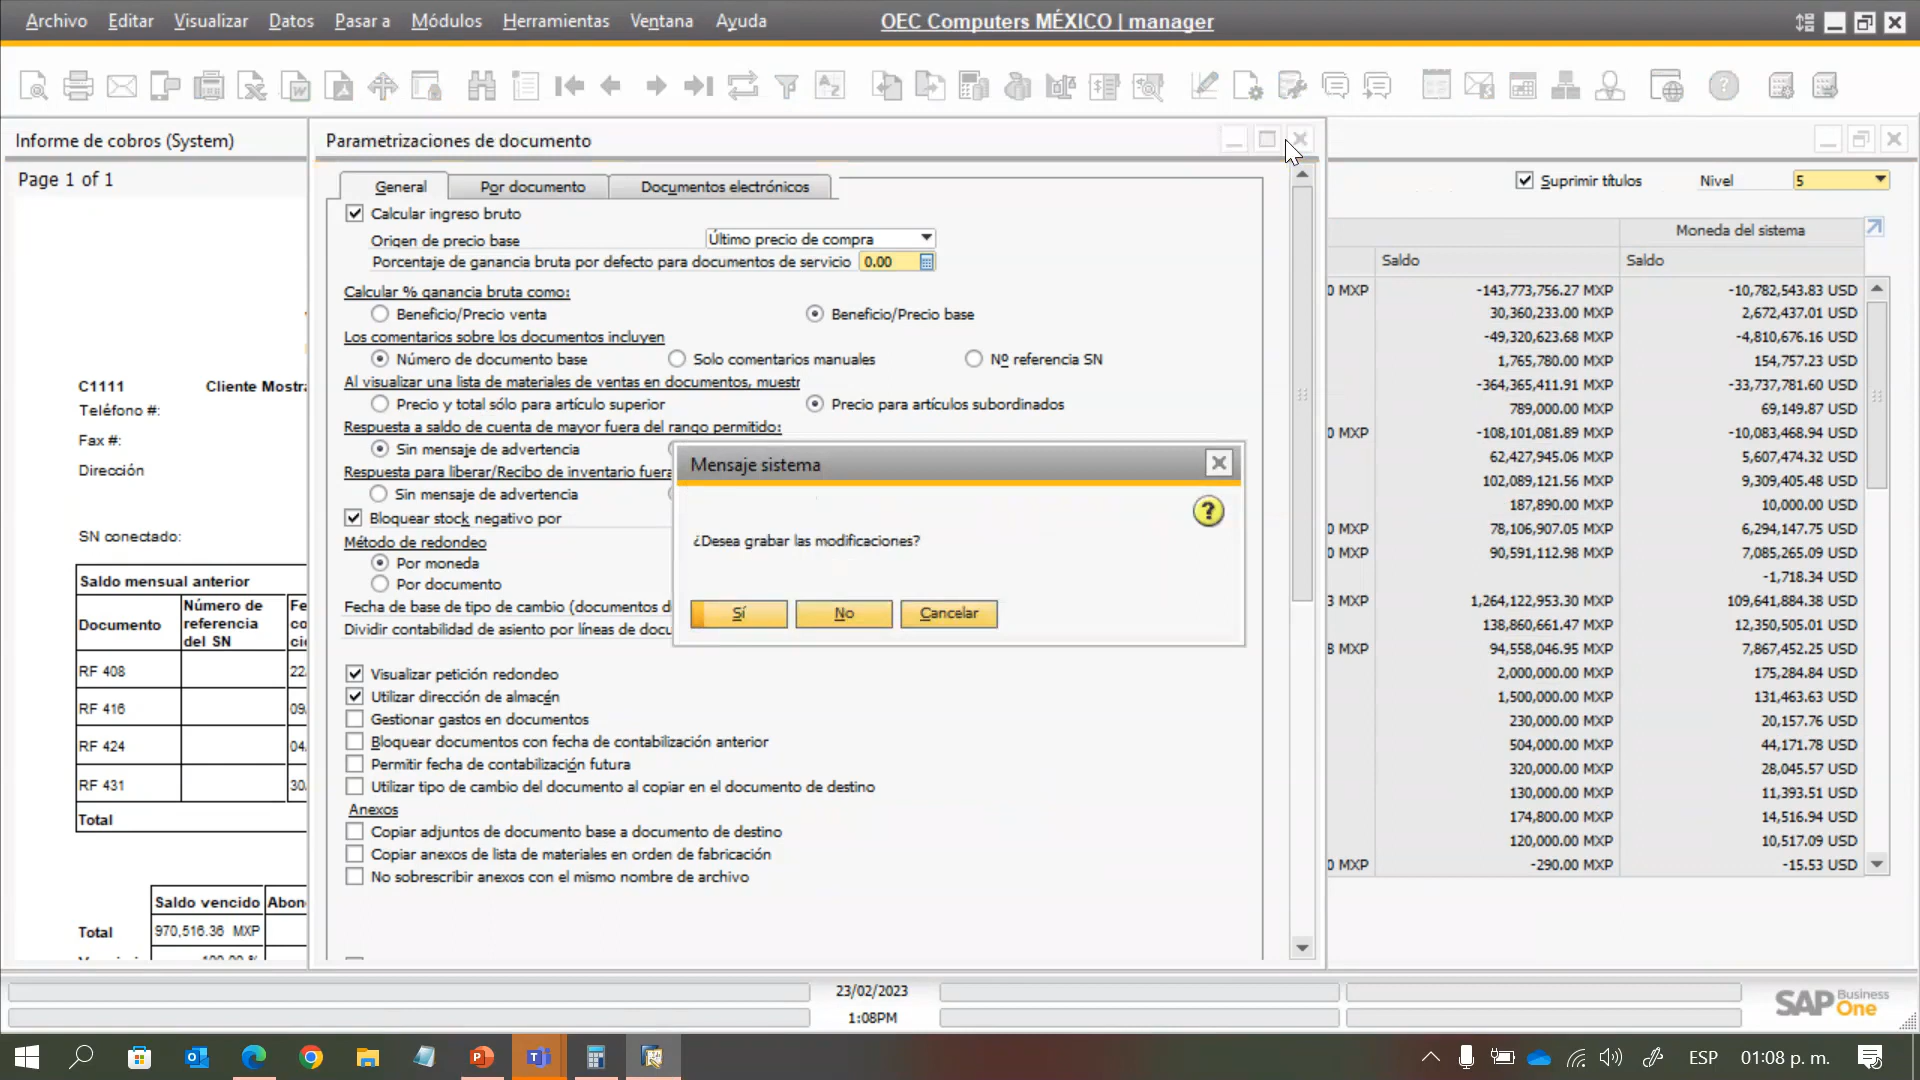 Archivo Editar Visualizar Datos Pasar a Módulos Herramientas Ventana Ayuda OEC Computers MÉXICO | manager
Informe de cobros (System)
Page 1 of 1
C1111 Cliente Mostra
Teléfono #:
Fax #:
Dirección
SN conectado:
Saldo mensual anterior
Documento
Número de referencia del SN
RF 408 22
RF 416 09
RF 424 04.
RF 431 30.
Total
Saldo vencido Abon
Total 970,516.36 MXP
Parametrizaciones de documento
General Por documento Documentos electrónicos
Calcular ingreso bruto
Origen de precio base Último precio de compra
Porcentaje de ganancia bruta por defecto para documentos de servicio 0.00
Calcular % ganancia bruta como:
Beneficio/Precio venta Beneficio/Precio base
Los comentarios sobre los documentos incluyen
Número de documento base Solo comentarios manuales Nº referencia SN
Al visualizar una lista de materiales de ventas en documentos, muestr
Precio y total sólo para artículo superior Precio para artículos subordinados
Respuesta a saldo de cuenta de mayor fuera del rango permitido:
Sin mensaje de advertencia
Respuesta para liberar/Recibo de inventario fuera
Sin mensaje de advertencia
Bloquear stock negativo por
Método de redondeo
Por moneda
Por documento
Fecha de base de tipo de cambio (documentos d
Dividir contabilidad de asiento por líneas de docu
Visualizar petición redondeo
Utilizar dirección de almacén
Gestionar gastos en documentos
Bloquear documentos con fecha de contabilización anterior
Permitir fecha de contabilización futura
Utilizar tipo de cambio del documento al copiar en el documento de destino
Anexos
Copiar adjuntos de documento base a documento de destino
Copiar anexos de lista de materiales en orden de fabricación
No sobrescribir anexos con el mismo nombre de archivo
Mensaje sistema
?
¿Desea grabar las modificaciones?
Sí No Cancelar
Suprimir títulos Nivel 5
Moneda del sistema
Saldo Saldo
0 MXP -143,773,756.27 MXP -10,782,543.83 USD
30,360,233.00 MXP 2,672,437.01 USD
-49,320,623.68 MXP -4,810,676.16 USD
1,765,780.00 MXP 154,757.23 USD
-364,365,411.91 MXP -33,737,781.60 USD
789,000.00 MXP 69,149.87 USD
0 MXP -108,101,081.89 MXP -10,083,468.94 USD
62,427,945.06 MXP 5,607,474.32 USD
102,089,121.56 MXP 9,309,405.48 USD
187,890.00 MXP 10,000.00 USD
0 MXP 78,106,907.05 MXP 6,294,147.75 USD
0 MXP 90,591,112.98 MXP 7,085,265.09 USD
-1,718.34 USD
3 MXP 1,264,122,953.30 MXP 109,641,884.38 USD
138,860,661.47 MXP 12,350,505.01 USD
8 MXP 94,558,046.95 MXP 7,867,452.25 USD
2,000,000.00 MXP 175,284.84 USD
1,500,000.00 MXP 131,463.63 USD
230,000.00 MXP 20,157.76 USD
504,000.00 MXP 44,171.78 USD
320,000.00 MXP 28,045.57 USD
130,000.00 MXP 11,393.51 USD
174,800.00 MXP 14,516.94 USD
120,000.00 MXP 10,517.09 USD
0 MXP -290.00 MXP -15.53 USD
23/02/2023
1:08PM
SAP Business One
ESP 01:08 p. m.